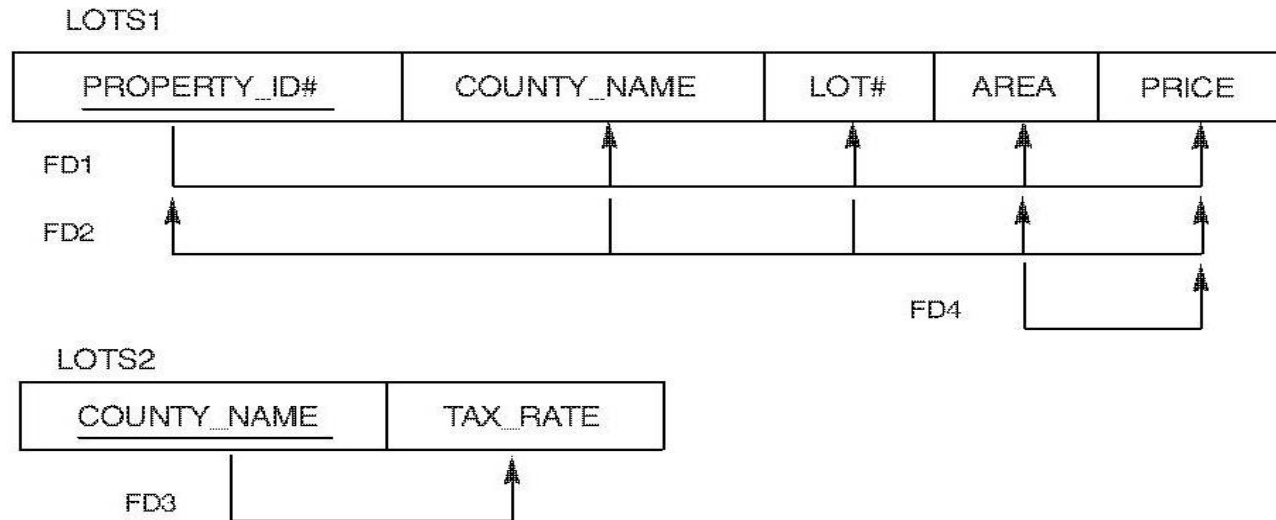 LOTS1
PROPERTY_ID# COUNTY_NAME LOT# AREA PRICE
FD1
FD2
FD4
LOTS2
COUNTY_NAME TAX_RATE
FD3